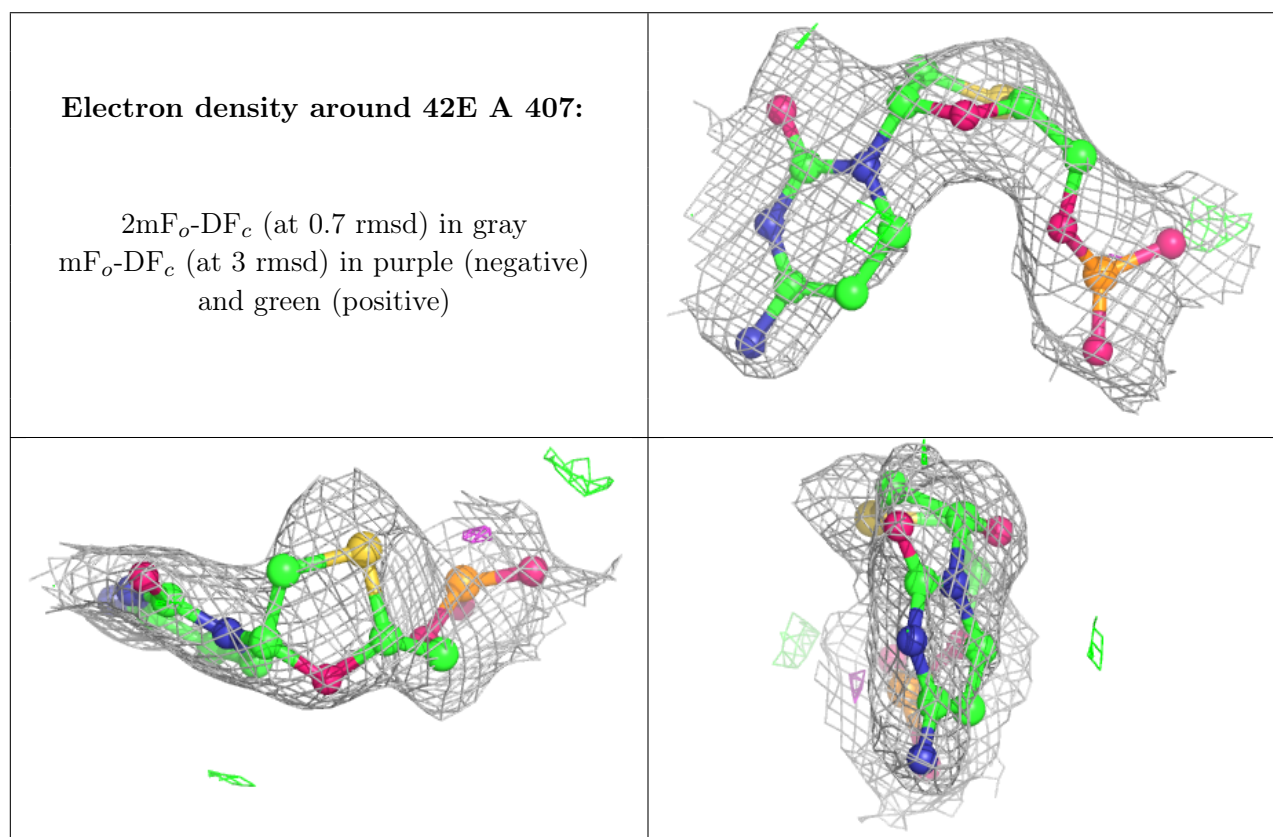 Electron density around 42E A 407:
2mFₒ-DF𝒸 (at 0.7 rmsd) in gray
mFₒ-DF𝒸 (at 3 rmsd) in purple (negative)
and green (positive)